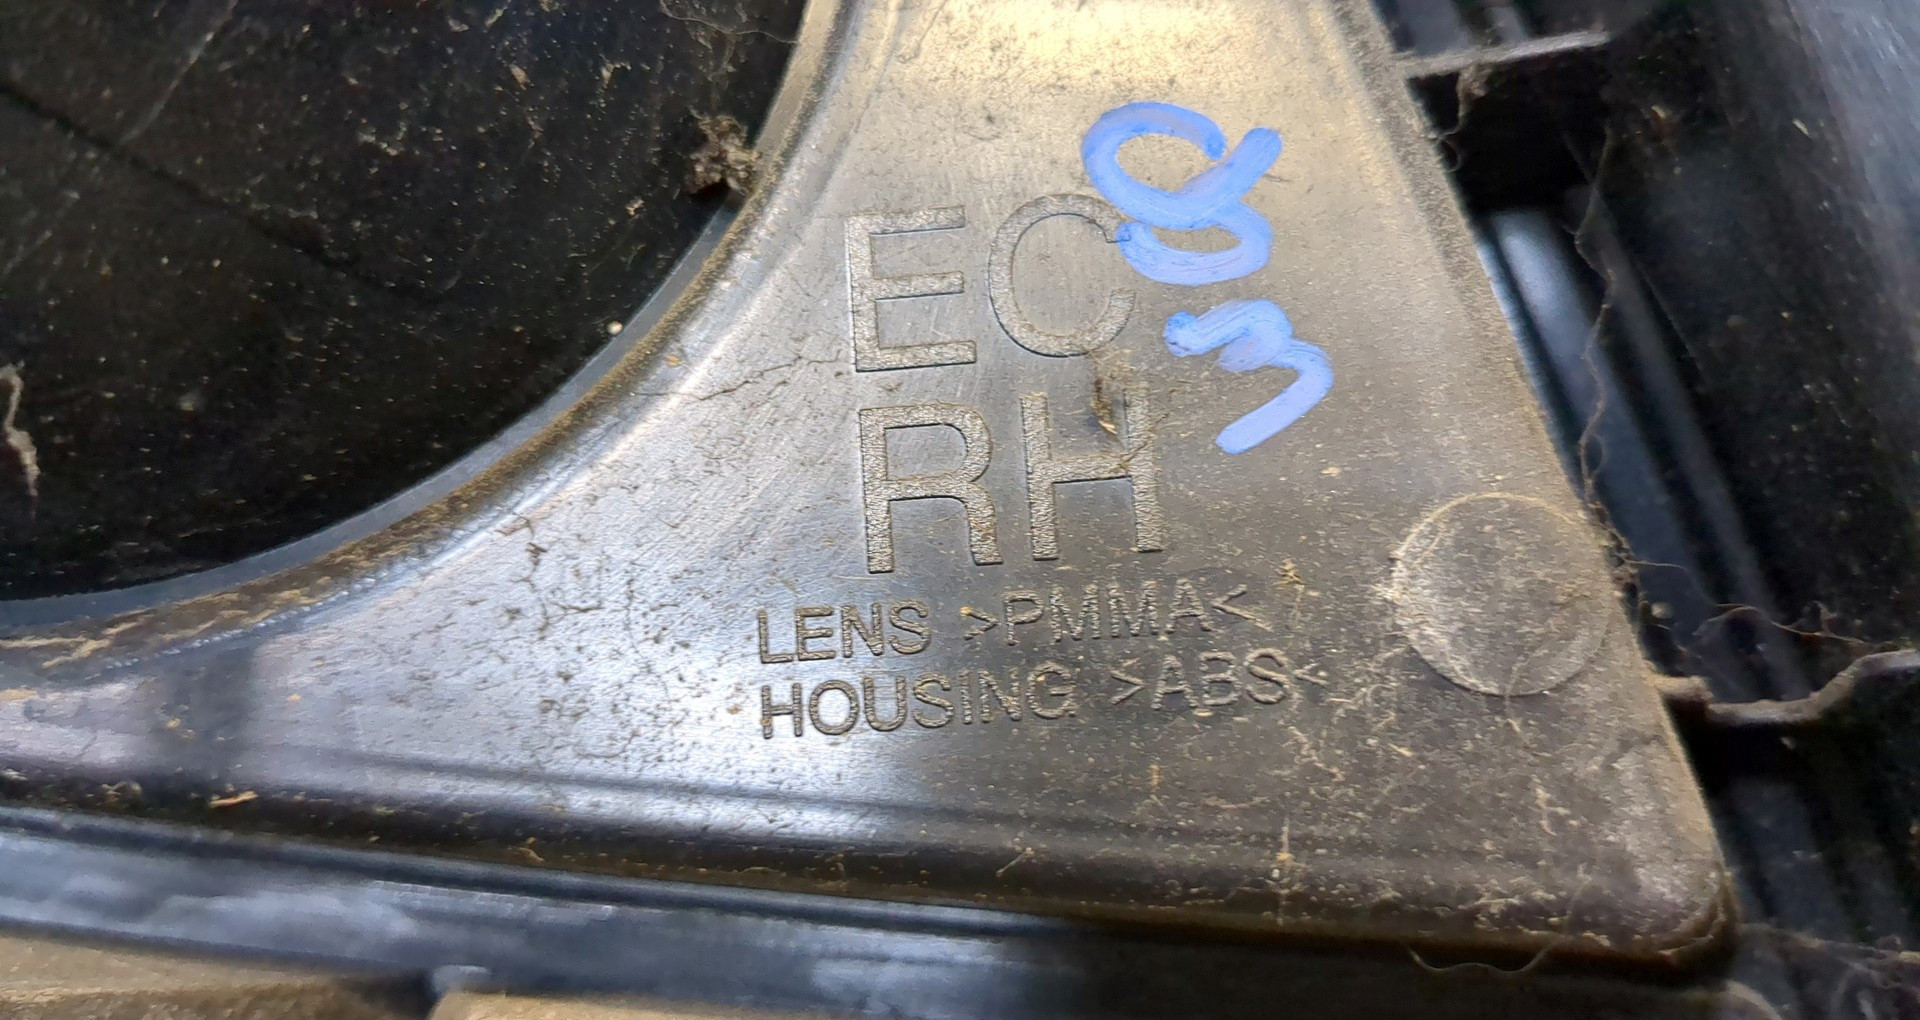 EC
RH
LENS >PMMA<
HOUSING >ABS<